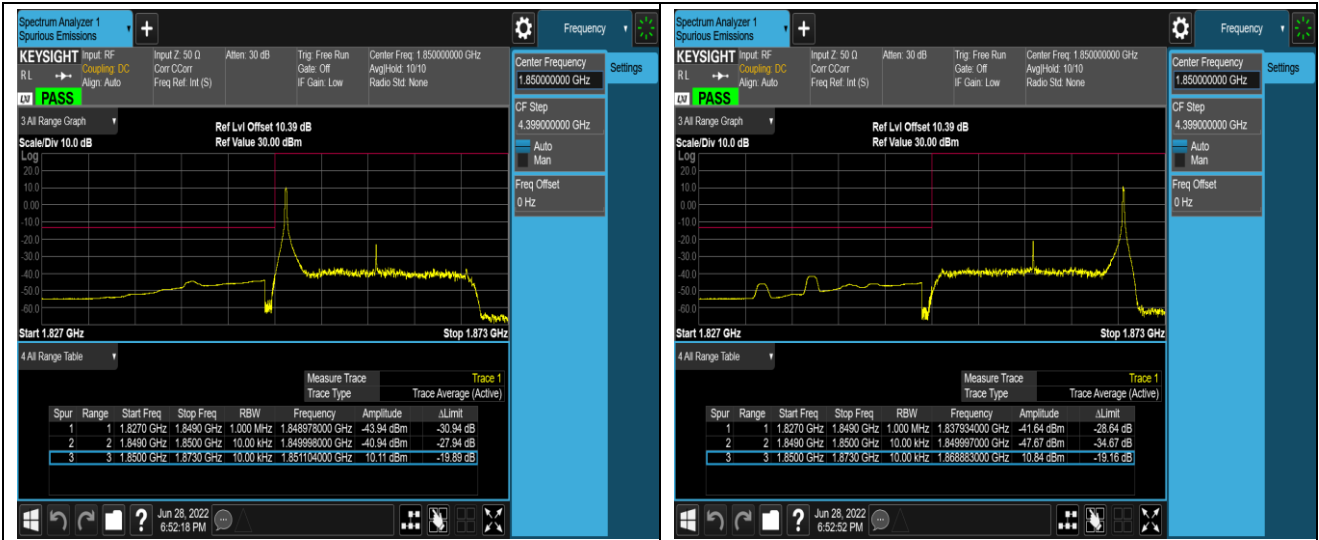 Spectrum Analyzer 1
Spurious Emissions
+
Frequency
KEYSIGHT Input: RF Input Z: 50 Ω Atten: 30 dB Trig: Free Run Center Freq: 1.850000000 GHz
Coupling: DC Corr CCorr Gate: Off Avg|Hold: 10/10
RL Align: Auto Freq Ref: Int (S) IF Gain: Low Radio Std: None
LXI PASS
Center Frequency
1.850000000 GHz
Settings
CF Step
4.399000000 GHz
Auto
Man
Freq Offset
0 Hz
3 All Range Graph
Ref Lvl Offset 10.39 dB
Scale/Div 10.0 dB Ref Value 30.00 dBm
Log
20.0
10.0
0.00
-10.0
-20.0
-30.0
-40.0
-50.0
-60.0
Start 1.827 GHz Stop 1.873 GHz
4 All Range Table
Measure Trace Trace 1
Trace Type Trace Average (Active)
Spur Range Start Freq Stop Freq RBW Frequency Amplitude ΔLimit
1 1 1.8270 GHz 1.8490 GHz 1.000 MHz 1.848978000 GHz -43.94 dBm -30.94 dB
2 2 1.8490 GHz 1.8500 GHz 10.00 kHz 1.849998000 GHz -40.94 dBm -27.94 dB
3 3 1.8500 GHz 1.8730 GHz 10.00 kHz 1.851104000 GHz 10.11 dBm -19.89 dB
?
Jun 28, 2022
6:52:18 PM
Spectrum Analyzer 1
Spurious Emissions
+
Frequency
KEYSIGHT Input: RF Input Z: 50 Ω Atten: 30 dB Trig: Free Run Center Freq: 1.850000000 GHz
Coupling: DC Corr CCorr Gate: Off Avg|Hold: 10/10
RL Align: Auto Freq Ref: Int (S) IF Gain: Low Radio Std: None
LXI PASS
Center Frequency
1.850000000 GHz
Settings
CF Step
4.399000000 GHz
Auto
Man
Freq Offset
0 Hz
3 All Range Graph
Ref Lvl Offset 10.39 dB
Scale/Div 10.0 dB Ref Value 30.00 dBm
Log
20.0
10.0
0.00
-10.0
-20.0
-30.0
-40.0
-50.0
-60.0
Start 1.827 GHz Stop 1.873 GHz
4 All Range Table
Measure Trace Trace 1
Trace Type Trace Average (Active)
Spur Range Start Freq Stop Freq RBW Frequency Amplitude ΔLimit
1 1 1.8270 GHz 1.8490 GHz 1.000 MHz 1.837934000 GHz -41.64 dBm -28.64 dB
2 2 1.8490 GHz 1.8500 GHz 10.00 kHz 1.849997000 GHz -47.67 dBm -34.67 dB
3 3 1.8500 GHz 1.8730 GHz 10.00 kHz 1.868883000 GHz 10.84 dBm -19.16 dB
?
Jun 28, 2022
6:52:52 PM